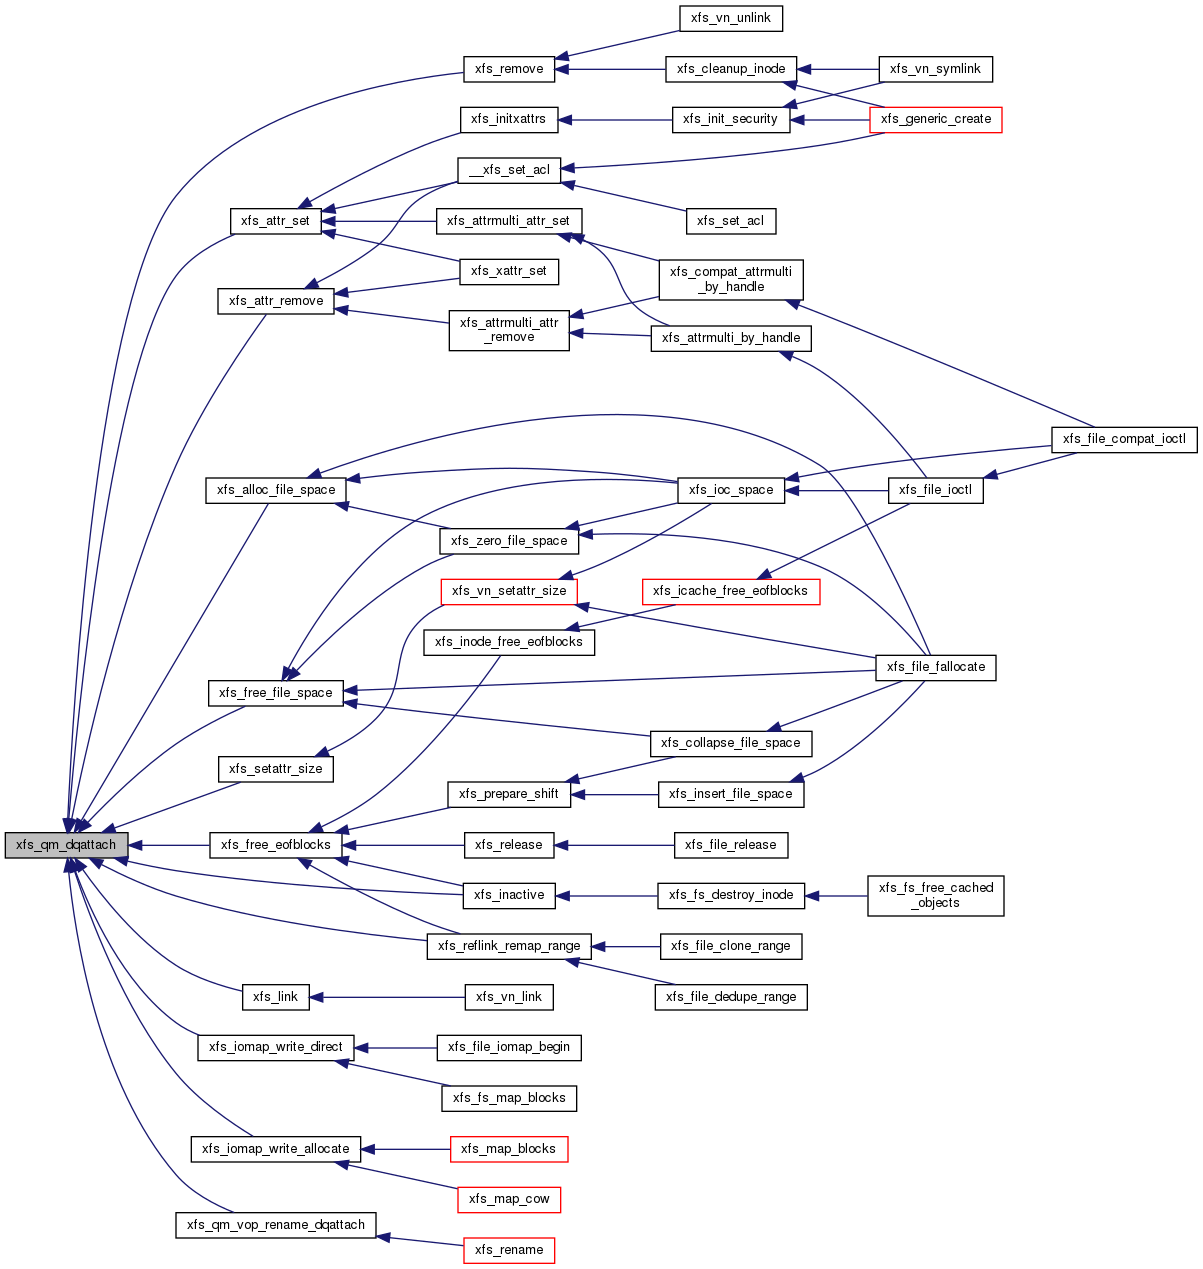 xfs_vn_unlink
xfs_remove
xfs_cleanup_inode
xfs_vn_symlink
xfs_initxattrs
xfs_init_security
xfs_generic_create
__xfs_set_acl
xfs_attr_set
xfs_attrmulti_attr_set
xfs_set_acl
xfs_xattr_set
xfs_compat_attrmulti
_by_handle
xfs_attr_remove
xfs_attrmulti_attr
_remove
xfs_attrmulti_by_handle
xfs_file_compat_ioctl
xfs_alloc_file_space
xfs_ioc_space
xfs_file_ioctl
xfs_zero_file_space
xfs_vn_setattr_size
xfs_icache_free_eofblocks
xfs_inode_free_eofblocks
xfs_file_fallocate
xfs_free_file_space
xfs_collapse_file_space
xfs_setattr_size
xfs_prepare_shift
xfs_insert_file_space
xfs_qm_dqattach
xfs_free_eofblocks
xfs_release
xfs_file_release
xfs_inactive
xfs_fs_destroy_inode
xfs_fs_free_cached
_objects
xfs_reflink_remap_range
xfs_file_clone_range
xfs_link
xfs_vn_link
xfs_file_dedupe_range
xfs_iomap_write_direct
xfs_file_iomap_begin
xfs_fs_map_blocks
xfs_iomap_write_allocate
xfs_map_blocks
xfs_map_cow
xfs_qm_vop_rename_dqattach
xfs_rename